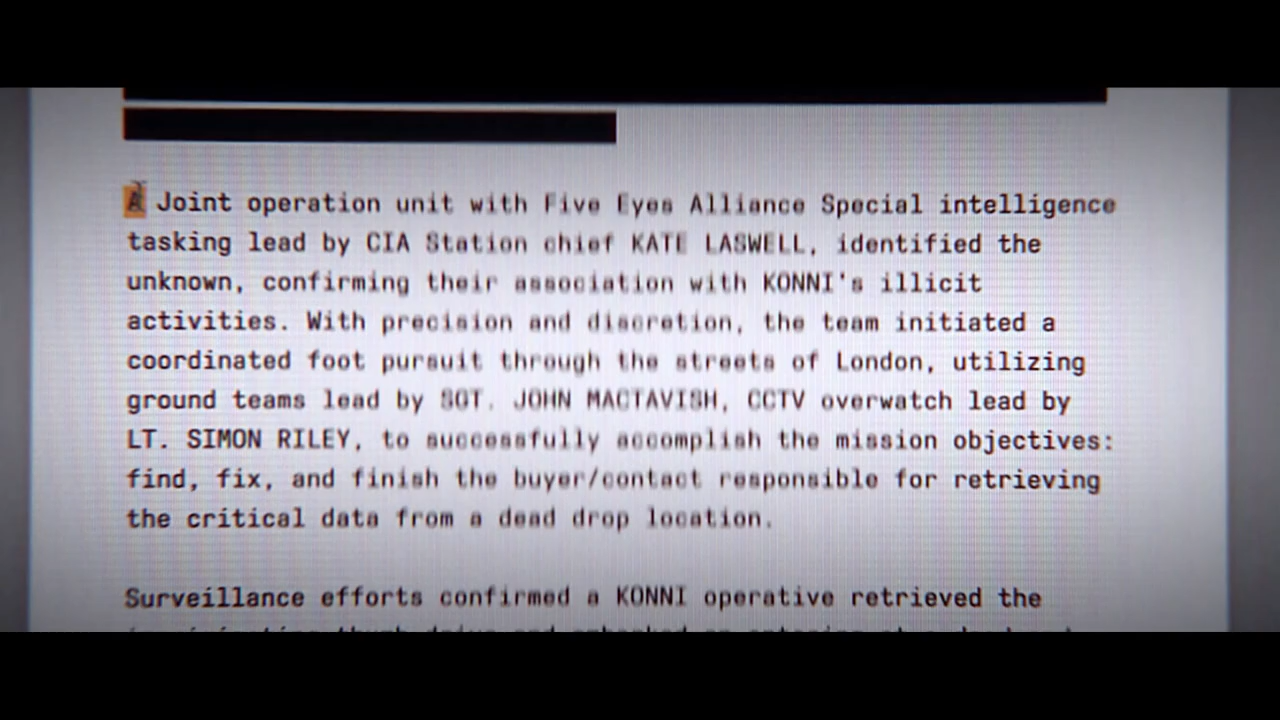 A Joint operation unit with Five Eyes Alliance Special intelligence
tasking lead by CIA Station chief KATE LASWELL, identified the
unknown, confirming their association with KONNI's illicit
activities. With precision and discretion, the team initiated a
coordinated foot pursuit through the streets of London, utilizing
ground teams lead by SGT. JOHN MACTAVISH, CCTV overwatch lead by
LT. SIMON RILEY, to successfully accomplish the mission objectives:
find, fix, and finish the buyer/contact responsible for retrieving
the critical data from a dead drop location.
Surveillance efforts confirmed a KONNI operative retrieved the